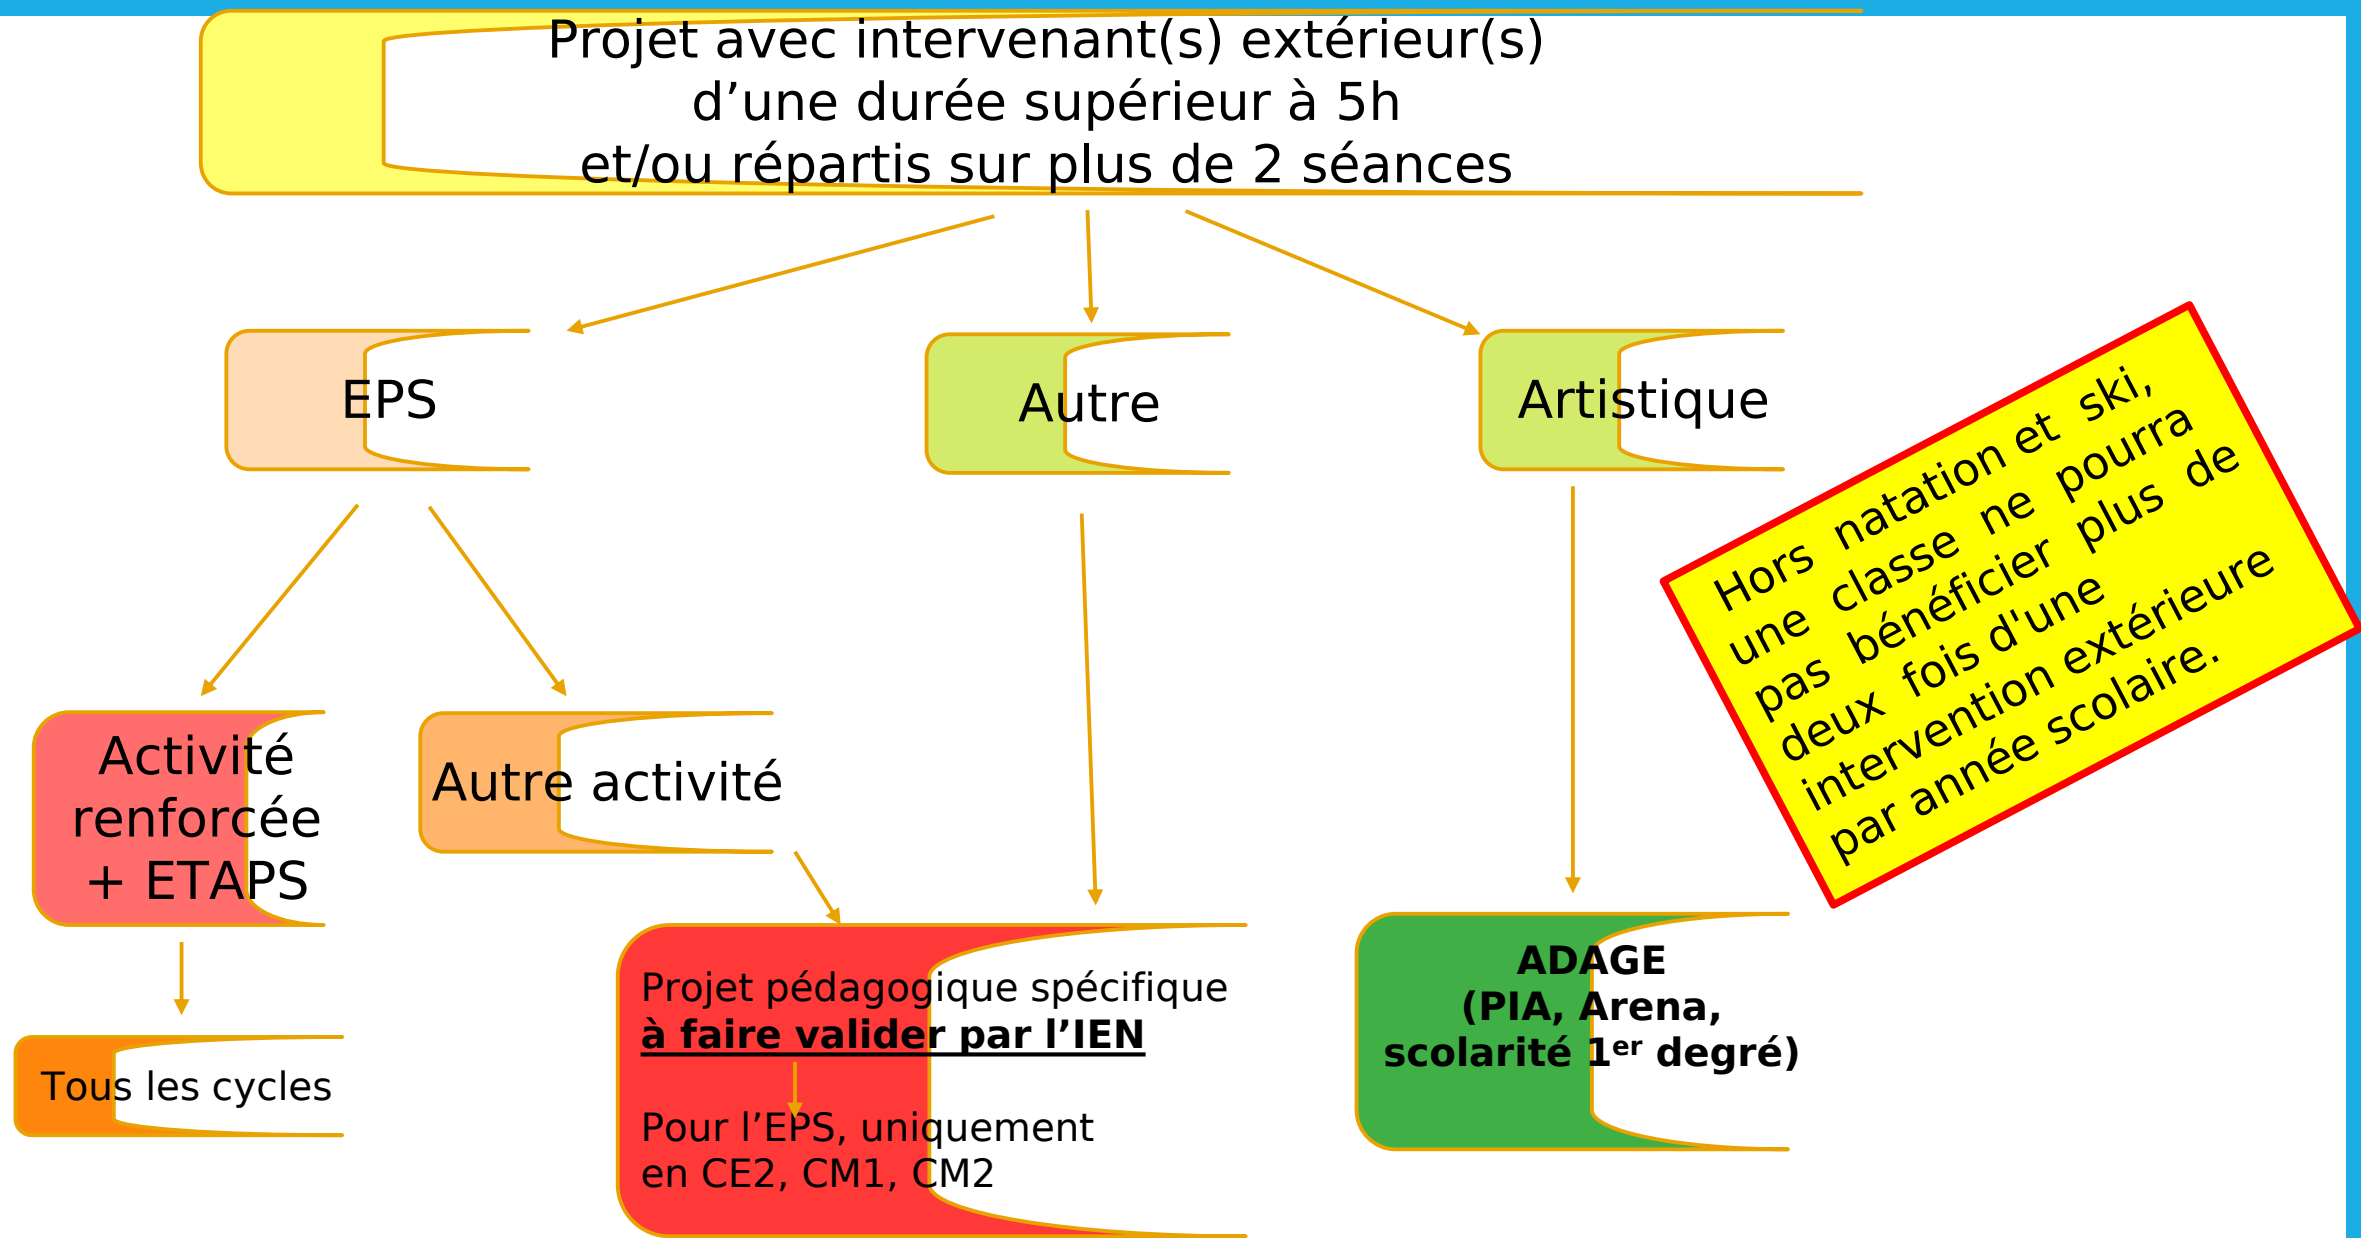 Projet avec intervenant(s) extérieur(s)
d’une durée supérieur à 5h
et/ou répartis sur plus de 2 séances
EPS
Autre
Artistique
Hors natation et ski,
une classe ne pourra
pas bénéficier plus de
deux fois d'une
intervention extérieure
par année scolaire.
Activité
renforcée
+ ETAPS
Autre activité
Tous les cycles
Projet pédagogique spécifique
à faire valider par l’IEN
Pour l’EPS, uniquement
en CE2, CM1, CM2
ADAGE
(PIA, Arena,
scolarité 1er degré)